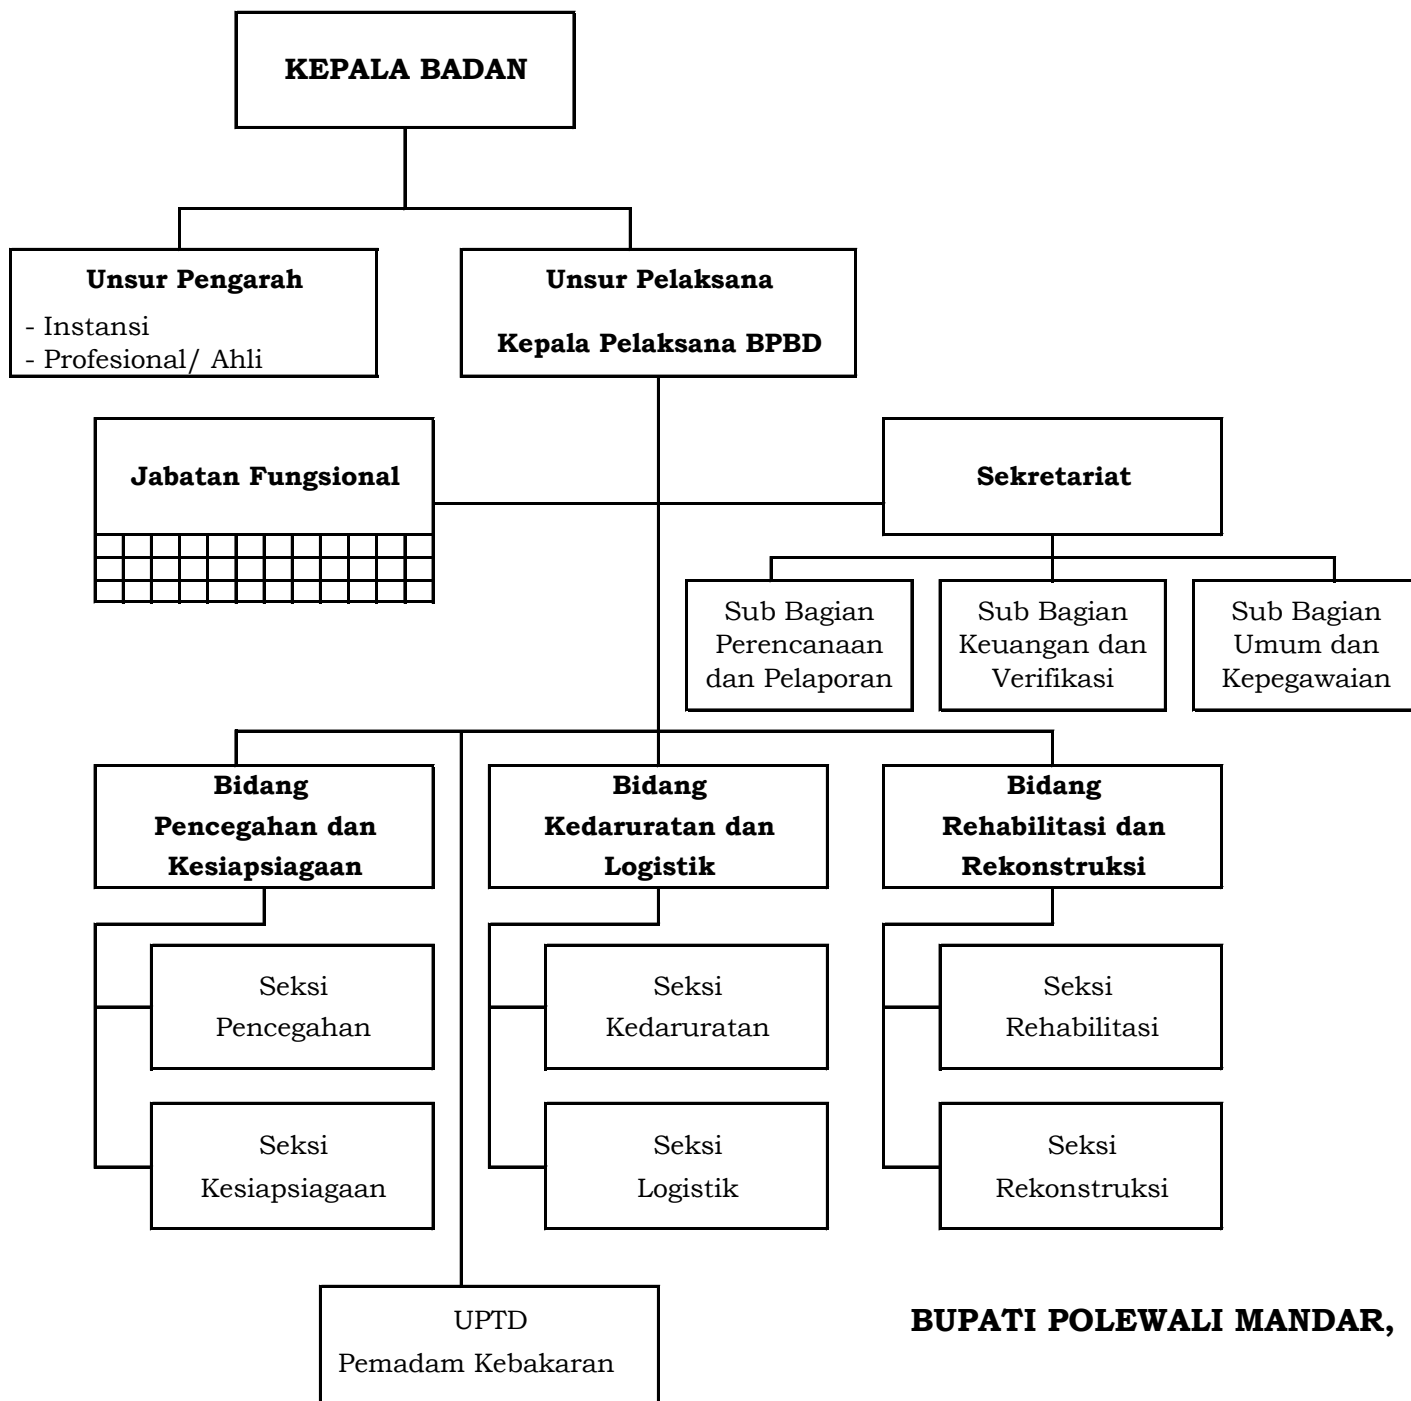 KEPALA BADAN
Unsur Pengarah
- Instansi
- Profesional/ Ahli
Unsur Pelaksana
Kepala Pelaksana BPBD
Jabatan Fungsional
Sekretariat
Sub Bagian
Perencanaan
dan Pelaporan
Sub Bagian
Keuangan dan
Verifikasi
Sub Bagian
Umum dan
Kepegawaian
Bidang
Pencegahan dan
Kesiapsiagaan
Bidang
Kedaruratan dan
Logistik
Bidang
Rehabilitasi dan
Rekonstruksi
Seksi
Pencegahan
Seksi
Kedaruratan
Seksi
Rehabilitasi
Seksi
Kesiapsiagaan
Seksi
Logistik
Seksi
Rekonstruksi
UPTD
Pemadam Kebakaran
BUPATI POLEWALI MANDAR,